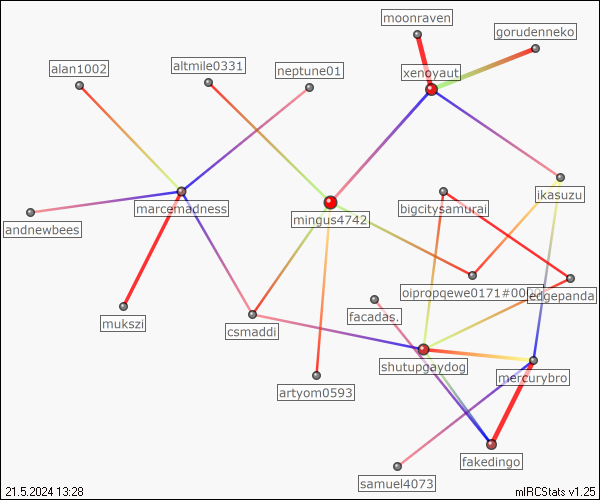 moonraven
gorudenneko
altmile0331
alan1002
neptune01
xenoyaut
ikasuzu
marcemadness
bigcitysamurai
mingus4742
andnewbees
oipropqewe0171#00
edgepanda
facadas.
mukszi
csmaddi
shutupgaydog
mercurybro
artyom0593
fakedingo
samuel4073
21.5.2024 13:28
mIRCStats v1.25